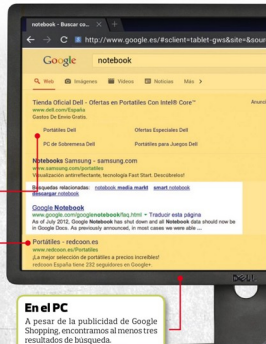 notebook - Buscar co...
http://www.google.es/#sclient=tablet-gws&site=&sour
Google notebook
Web Imágenes Vídeos Noticias Más
Tienda Oficial Dell - Ofertas en Portátiles Con Intel® Core™
www.dell.com/España
Gastos De Envío Gratis.
Portátiles Dell Ofertas Especiales Dell
PC de Sobremesa Dell Portátiles para Juegos Dell
Notebooks Samsung - samsung.com
www.samsung.com/portatiles
Visualización antirreflectante, tecnología Fast Start. Descúbrelos!
Búsquedas relacionadas: notebook media markt smart notebook
descargar notebook
Google Notebook
www.google.com/googlenotebook/faq.html - Traducir esta página
As of July 2012, Google Notebook has shut down and all Notebook data should now be
in Google Docs. As previously announced, in most cases we were able ...
Portátiles - redcoon.es
www.redcoon.es/Portátiles
¡La mejor selección de portátiles a precios increíbles!
redcoon España tiene 232 seguidores en Google+
DELL
En el PC
A pesar de la publicidad de Google
Shopping, encontramos al menos tres
resultados de búsqueda.